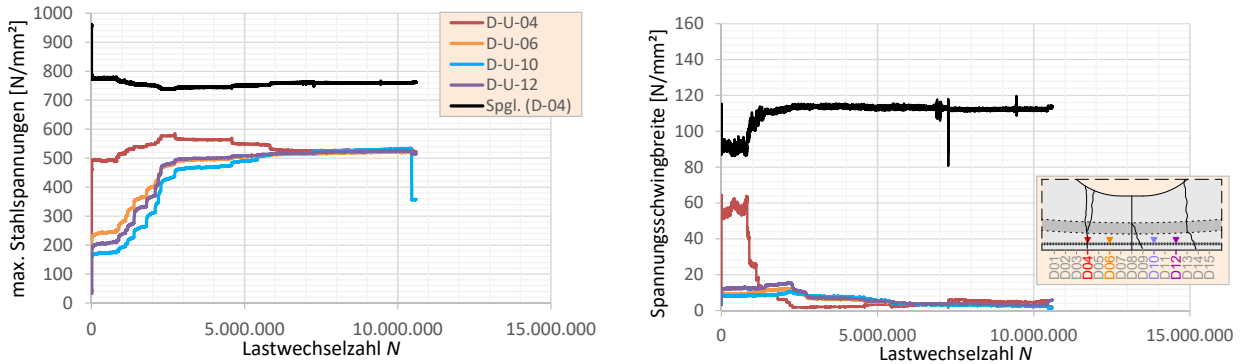 max. Stahlspannungen [N/mm²]
1000
900
800
700
600
500
400
300
200
100
0
0
5.000.000
10.000.000
15.000.000
Lastwechselzahl N
D-U-04
D-U-06
D-U-10
D-U-12
Spgl. (D-04)
Spannungsschwingbreite [N/mm²]
160
140
120
100
80
60
40
20
0
0
5.000.000
10.000.000
15.000.000
Lastwechselzahl N
D01-
D02-
D03-
D04-
D05-
D06-
D07-
D08-
D09-
D10-
D11-
D12-
D13-
D14-
D15-